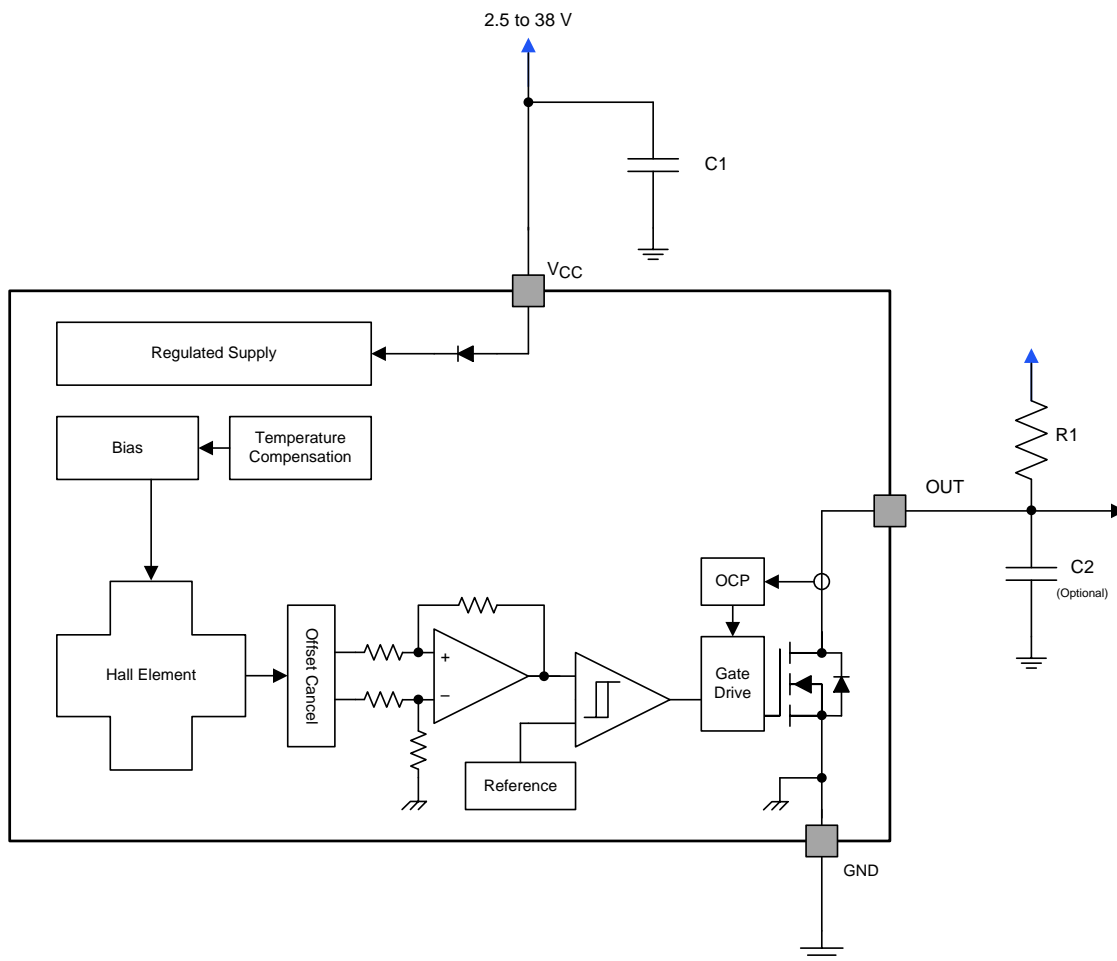 2.5 to 38 V
C1
VCC
Regulated Supply
Bias
Temperature
Compensation
R1
OUT
C2
(Optional)
OCP
Hall Element
Offset Cancel
+
–
Gate
Drive
Reference
GND